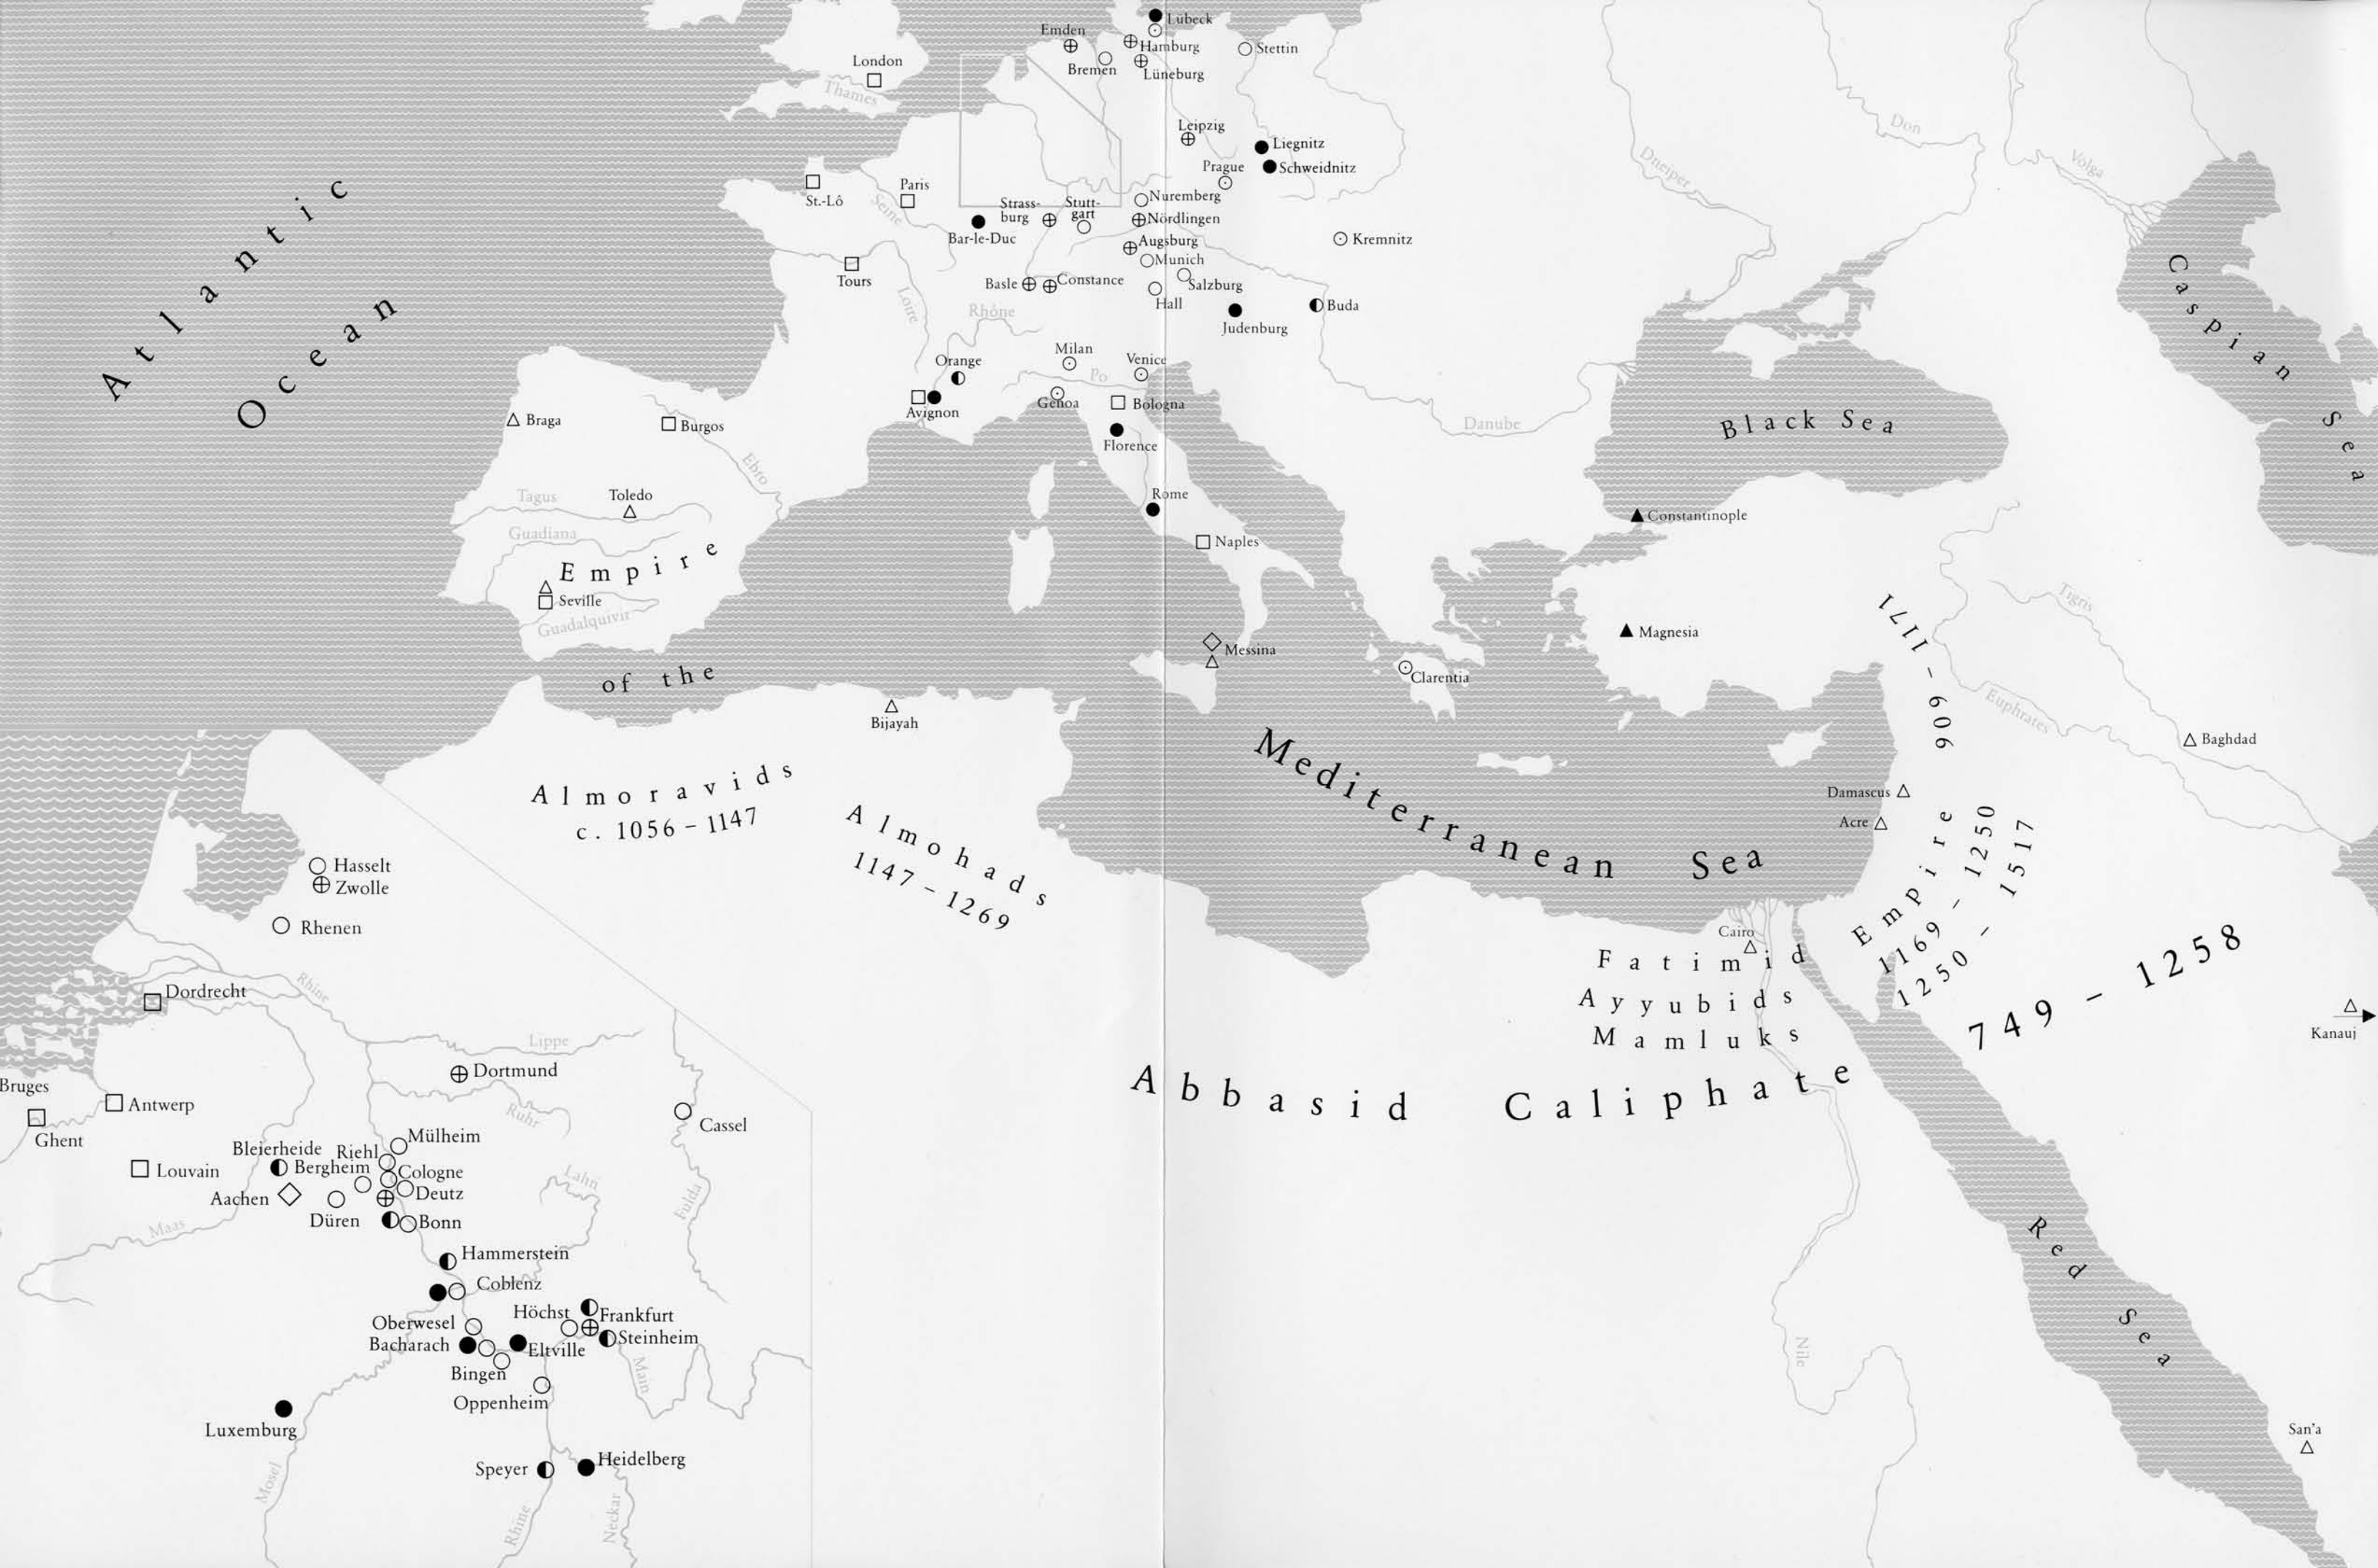 Lübeck
Emden
Hamburg
Stettin
London
Bremen
Lüneburg
Thames
Leipzig
Don
Liegnitz
Dneiper
Volga
Prague
Schweidnitz
Paris
St.-Lô
Seine
Strass-
burg
Stutt-
gart
Nuremberg
Nördlingen
Bar-le-Duc
Augsburg
Kremnitz
Munich
Tours
Loire
Basle
Constance
Salzburg
Hall
Rhône
Buda
Judenburg
Atlantic
Ocean
Caspian Sea
Orange
Milan
Venice
Po
Avignon
Genoa
Bologna
Braga
Burgos
Danube
Black Sea
Florence
Ebro
Tagus
Toledo
Rome
Guadiana
Constantinople
Naples
Empire
Seville
Guadalquivir
Tigris
Magnesia
Messina
Clarentia
of the
Bijayah
Euphrates
Baghdad
909 – 1171
Mediterranean Sea
Almoravids
c. 1056 – 1147
Almohads
1147 – 1269
Damascus
Acre
Empire
1169 – 1250
1250 – 1517
Cairo
Fatimid
Ayyubids
Mamluks
749 – 1258
Kanauj
Abbasid Caliphate
Red Sea
Nile
San'a
Hasselt
Zwolle
Rhenen
Rhine
Dordrecht
Lippe
Dortmund
Bruges
Antwerp
Ruhr
Ghent
Cassel
Mülheim
Bleierheide
Riehl
Louvain
Bergheim
Cologne
Lahn
Aachen
Deutz
Fulda
Düren
Bonn
Maas
Hammerstein
Coblenz
Höchst
Frankfurt
Oberwesel
Steinheim
Bacharach
Eltville
Bingen
Main
Oppenheim
Luxemburg
Heidelberg
Speyer
Mosel
Rhine
Neckar